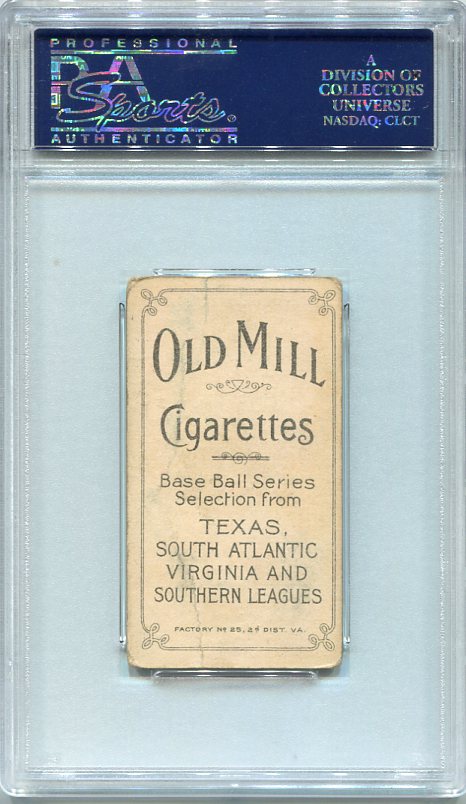 PROFESSIONAL
PSA
Sports.
AUTHENTICATOR
A
DIVISION OF
COLLECTORS
UNIVERSE
NASDAQ: CLCT
OLD MILL
Cigarettes
Base Ball Series
Selection from
TEXAS,
SOUTH ATLANTIC
VIRGINIA AND
SOUTHERN LEAGUES
FACTORY Nº 25, 2ᵈ DIST. VA.